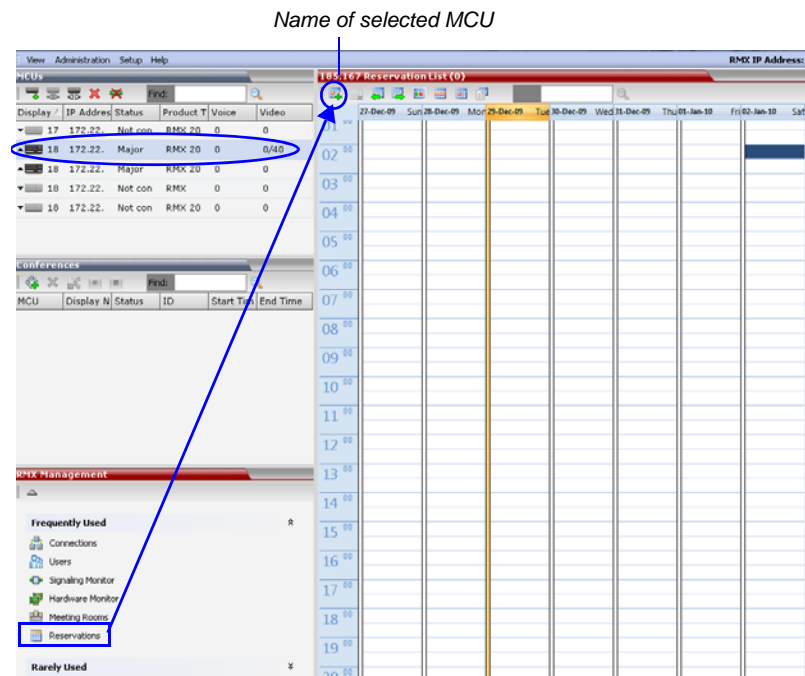 Name of selected MCU
View Administration Setup Help RMX IP Address:
MCUs
Find:
Display IP Addres Status Product T Voice Video
17 172.22. Not con RMX 20 0 0
18 172.22. Major RMX 20 0 0/40
18 172.22. Major RMX 20 0 0
18 172.22. Not con RMX 0 0
18 172.22. Not con RMX 20 0 0
Conferences
Find:
MCU Display N Status ID Start Tim End Time
RMX Management
Frequently Used
Connections
Users
Signaling Monitor
Hardware Monitor
Meeting Rooms
Reservations
Rarely Used
185.167 Reservation List (0)
27-Dec-09 Sun 28-Dec-09 Mon 29-Dec-09 Tue 30-Dec-09 Wed 31-Dec-09 Thu 01-Jan-10 Fri 02-Jan-10 Sat
01 00
02 00
03 00
04 00
05 00
06 00
07 00
08 00
09 00
10 00
11 00
12 00
13 00
14 00
15 00
16 00
17 00
18 00
19 00
20 00